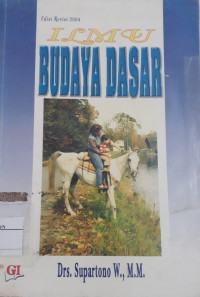 Edisi Revisi 2004
ILMU
BUDAYA DASAR
GI
Drs. Supartono W., M.M.